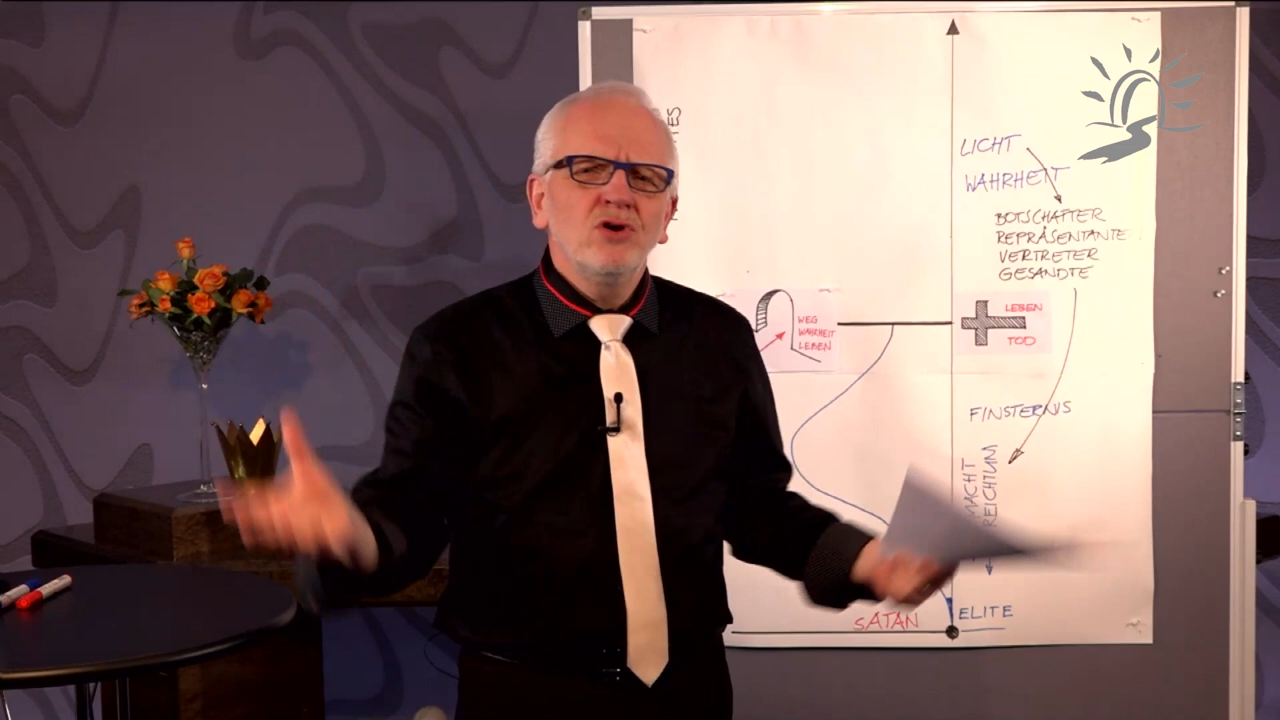 LICHT
WAHRHEIT
BOTSCHAFTER
REPRÄSENTANTE
VERTRETER
GESANDTE
WEG
WAHRHEIT
LEBEN
LEBEN
TOD
FINSTERNIS
MACHT
REICHTUM
SATAN
ELITE